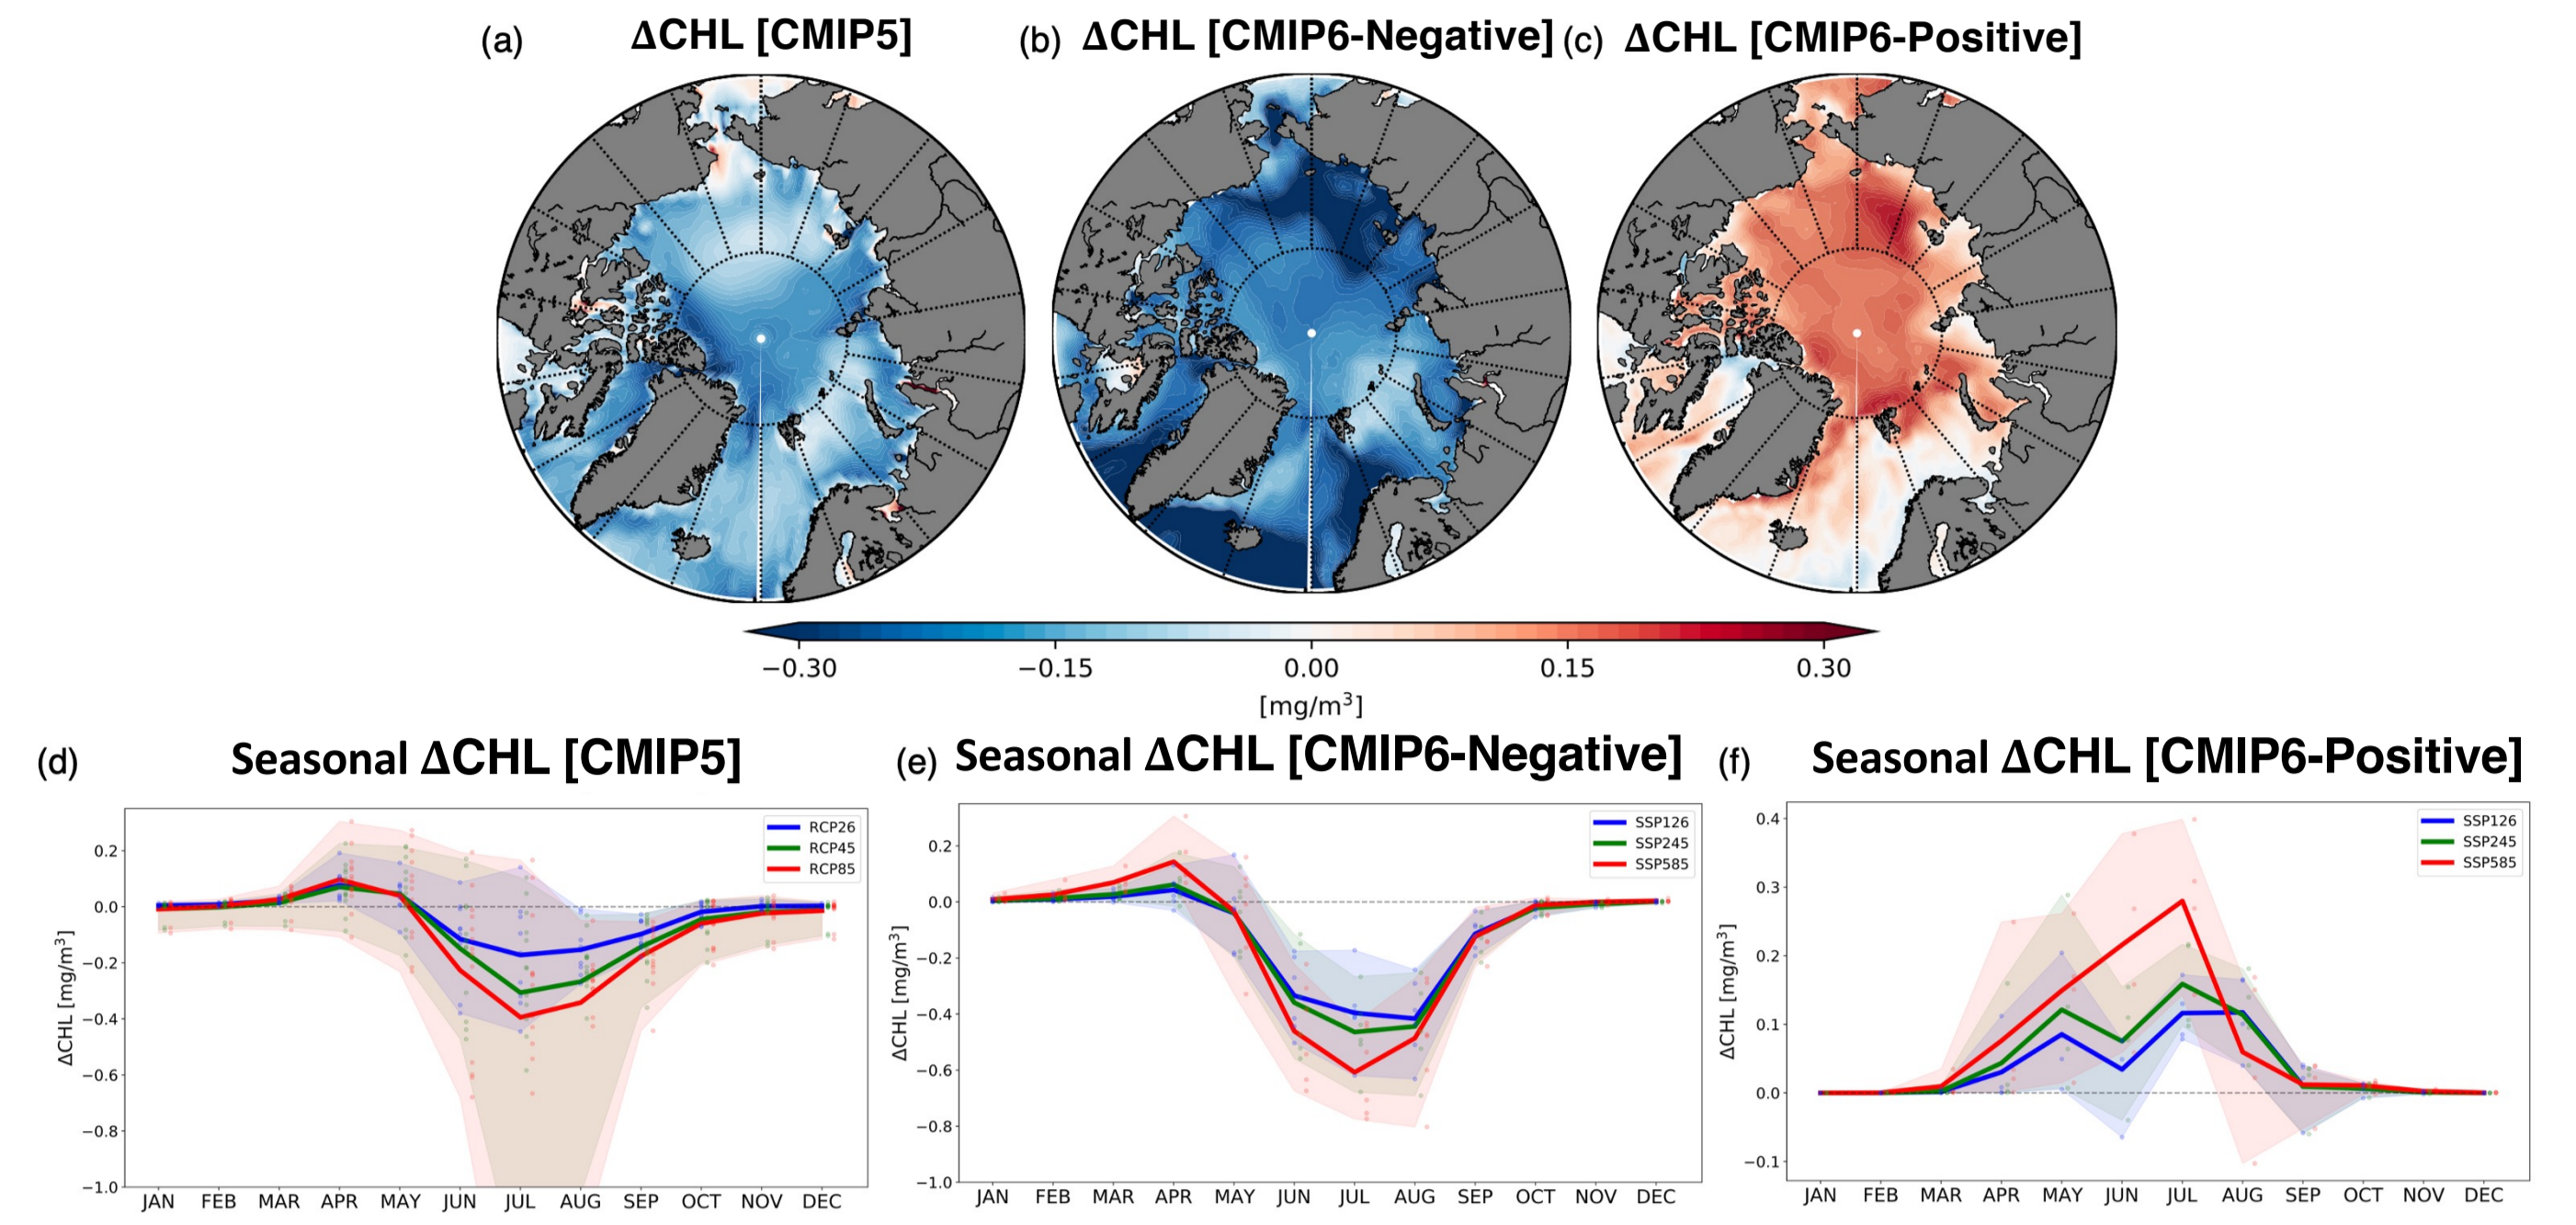 (a) ΔCHL [CMIP5]
(b) ΔCHL [CMIP6-Negative]
(c) ΔCHL [CMIP6-Positive]
−0.30 −0.15 0.00 0.15 0.30
[mg/m³]
(d) Seasonal ΔCHL [CMIP5]
RCP26
RCP45
RCP85
ΔCHL [mg/m³]
0.2
0.0
−0.2
−0.4
−0.6
−0.8
−1.0
JAN FEB MAR APR MAY JUN JUL AUG SEP OCT NOV DEC
(e) Seasonal ΔCHL [CMIP6-Negative]
SSP126
SSP245
SSP585
ΔCHL [mg/m³]
0.2
0.0
−0.2
−0.4
−0.6
−0.8
−1.0
JAN FEB MAR APR MAY JUN JUL AUG SEP OCT NOV DEC
(f) Seasonal ΔCHL [CMIP6-Positive]
SSP126
SSP245
SSP585
ΔCHL [mg/m³]
0.4
0.3
0.2
0.1
0.0
−0.1
JAN FEB MAR APR MAY JUN JUL AUG SEP OCT NOV DEC